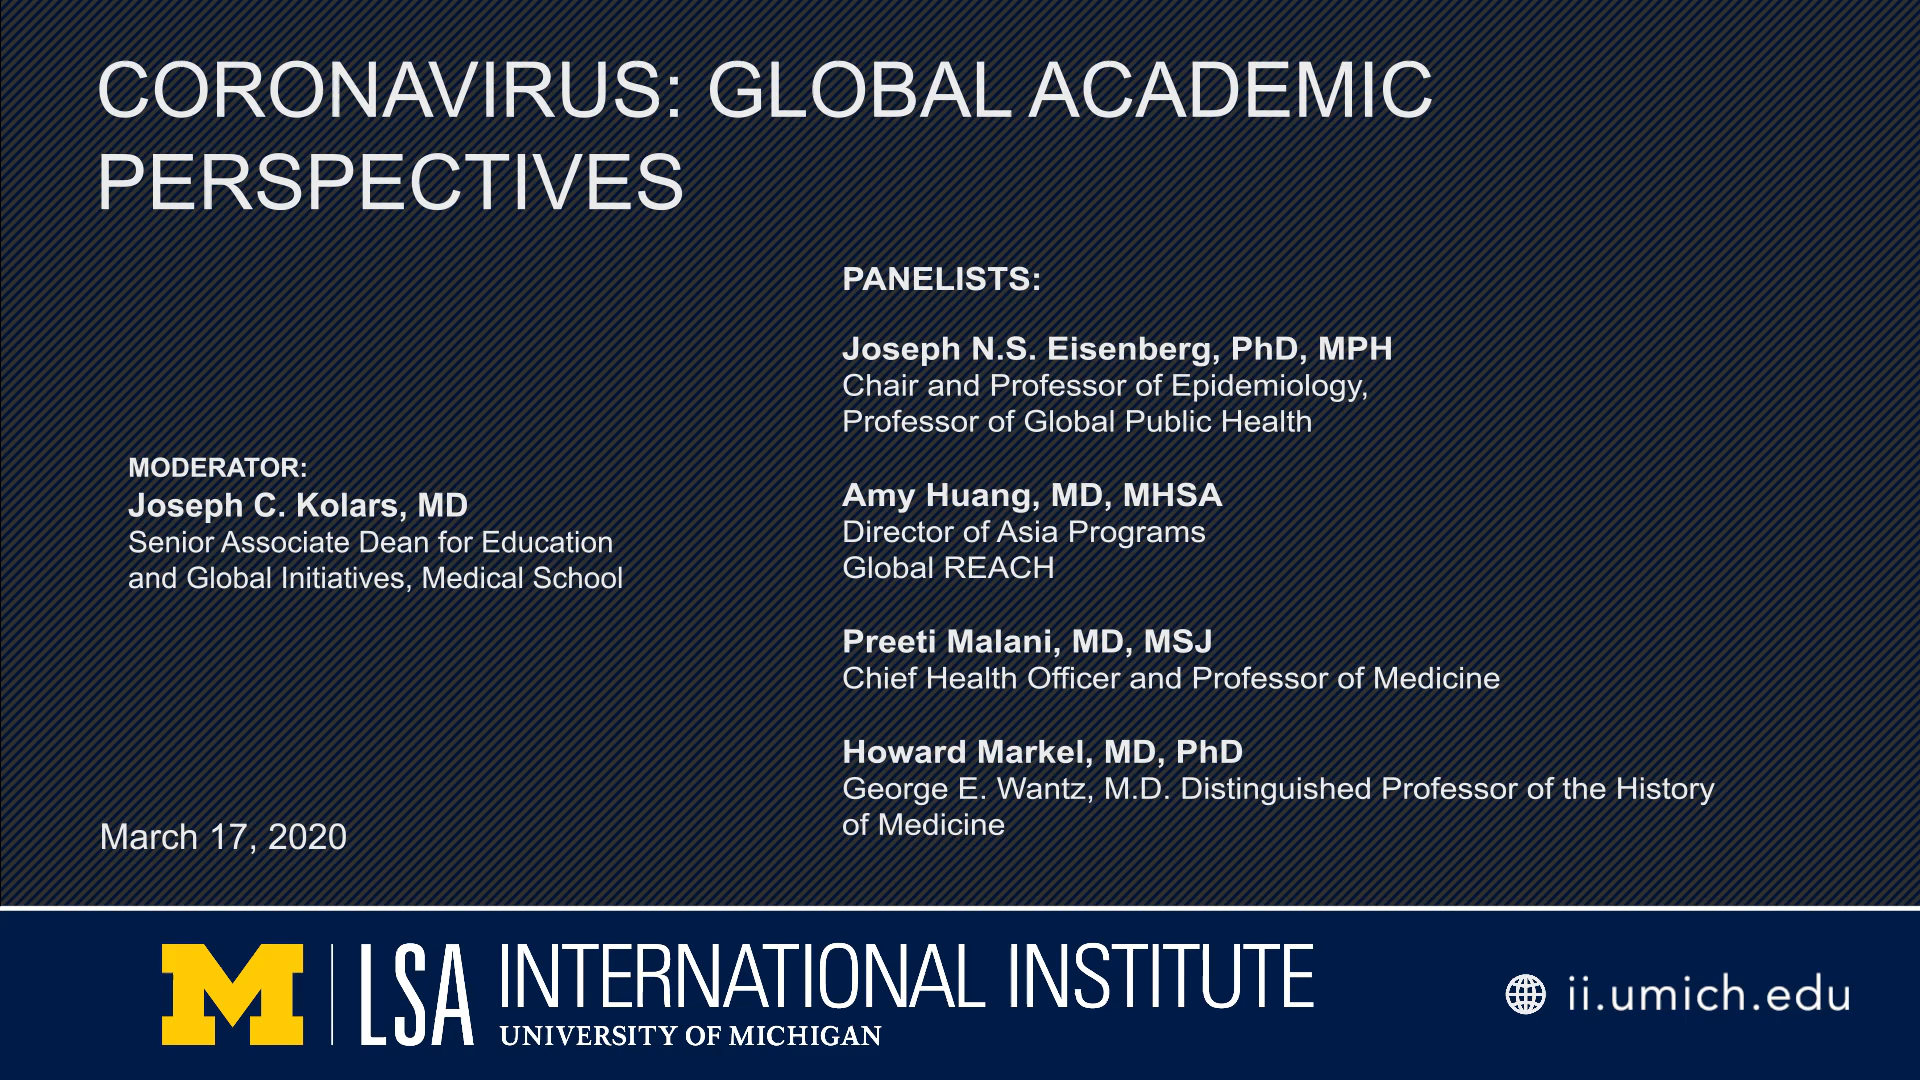 CORONAVIRUS: GLOBAL ACADEMIC
PERSPECTIVES
MODERATOR:
Joseph C. Kolars, MD
Senior Associate Dean for Education
and Global Initiatives, Medical School
March 17, 2020
PANELISTS:
Joseph N.S. Eisenberg, PhD, MPH
Chair and Professor of Epidemiology,
Professor of Global Public Health
Amy Huang, MD, MHSA
Director of Asia Programs
Global REACH
Preeti Malani, MD, MSJ
Chief Health Officer and Professor of Medicine
Howard Markel, MD, PhD
George E. Wantz, M.D. Distinguished Professor of the History
of Medicine
M LSA INTERNATIONAL INSTITUTE
UNIVERSITY OF MICHIGAN
ii.umich.edu